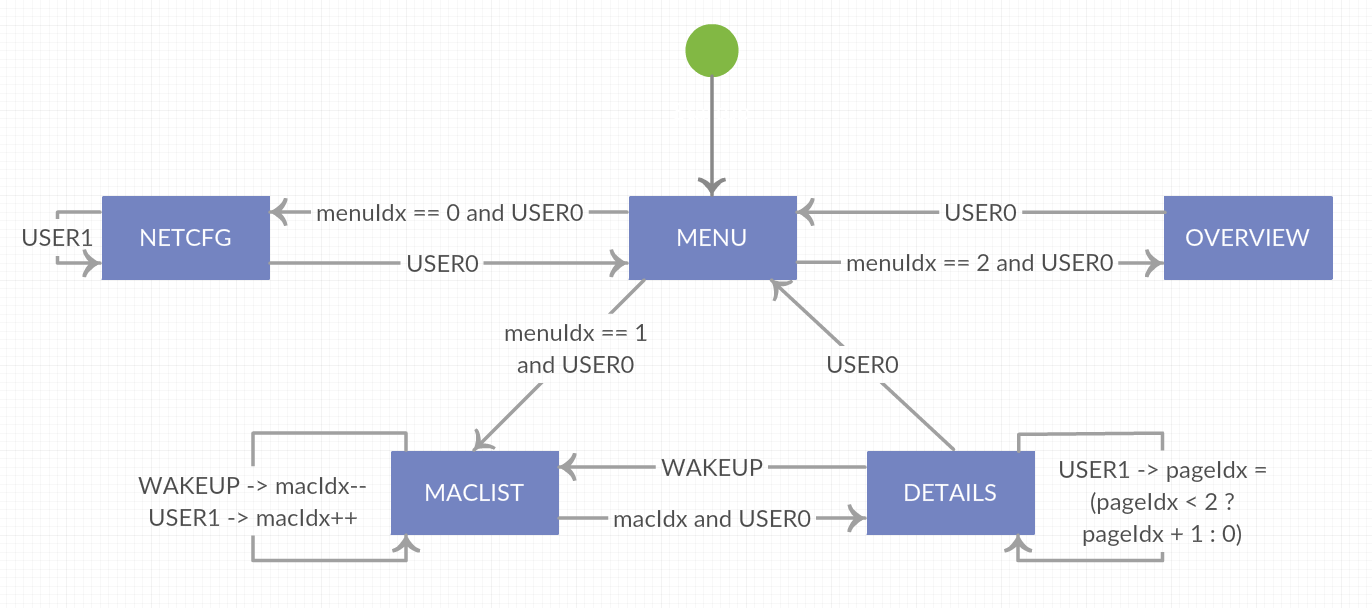 menuIdx == 0 and USER0
USER0
USER1
NETCFG
MENU
OVERVIEW
USER0
menuIdx == 2 and USER0
menuIdx == 1
and USER0
USER0
WAKEUP -> macIdx--
USER1 -> macIdx++
MACLIST
WAKEUP
macIdx and USER0
DETAILS
USER1 -> pageIdx =
(pageIdx < 2 ?
pageIdx + 1 : 0)